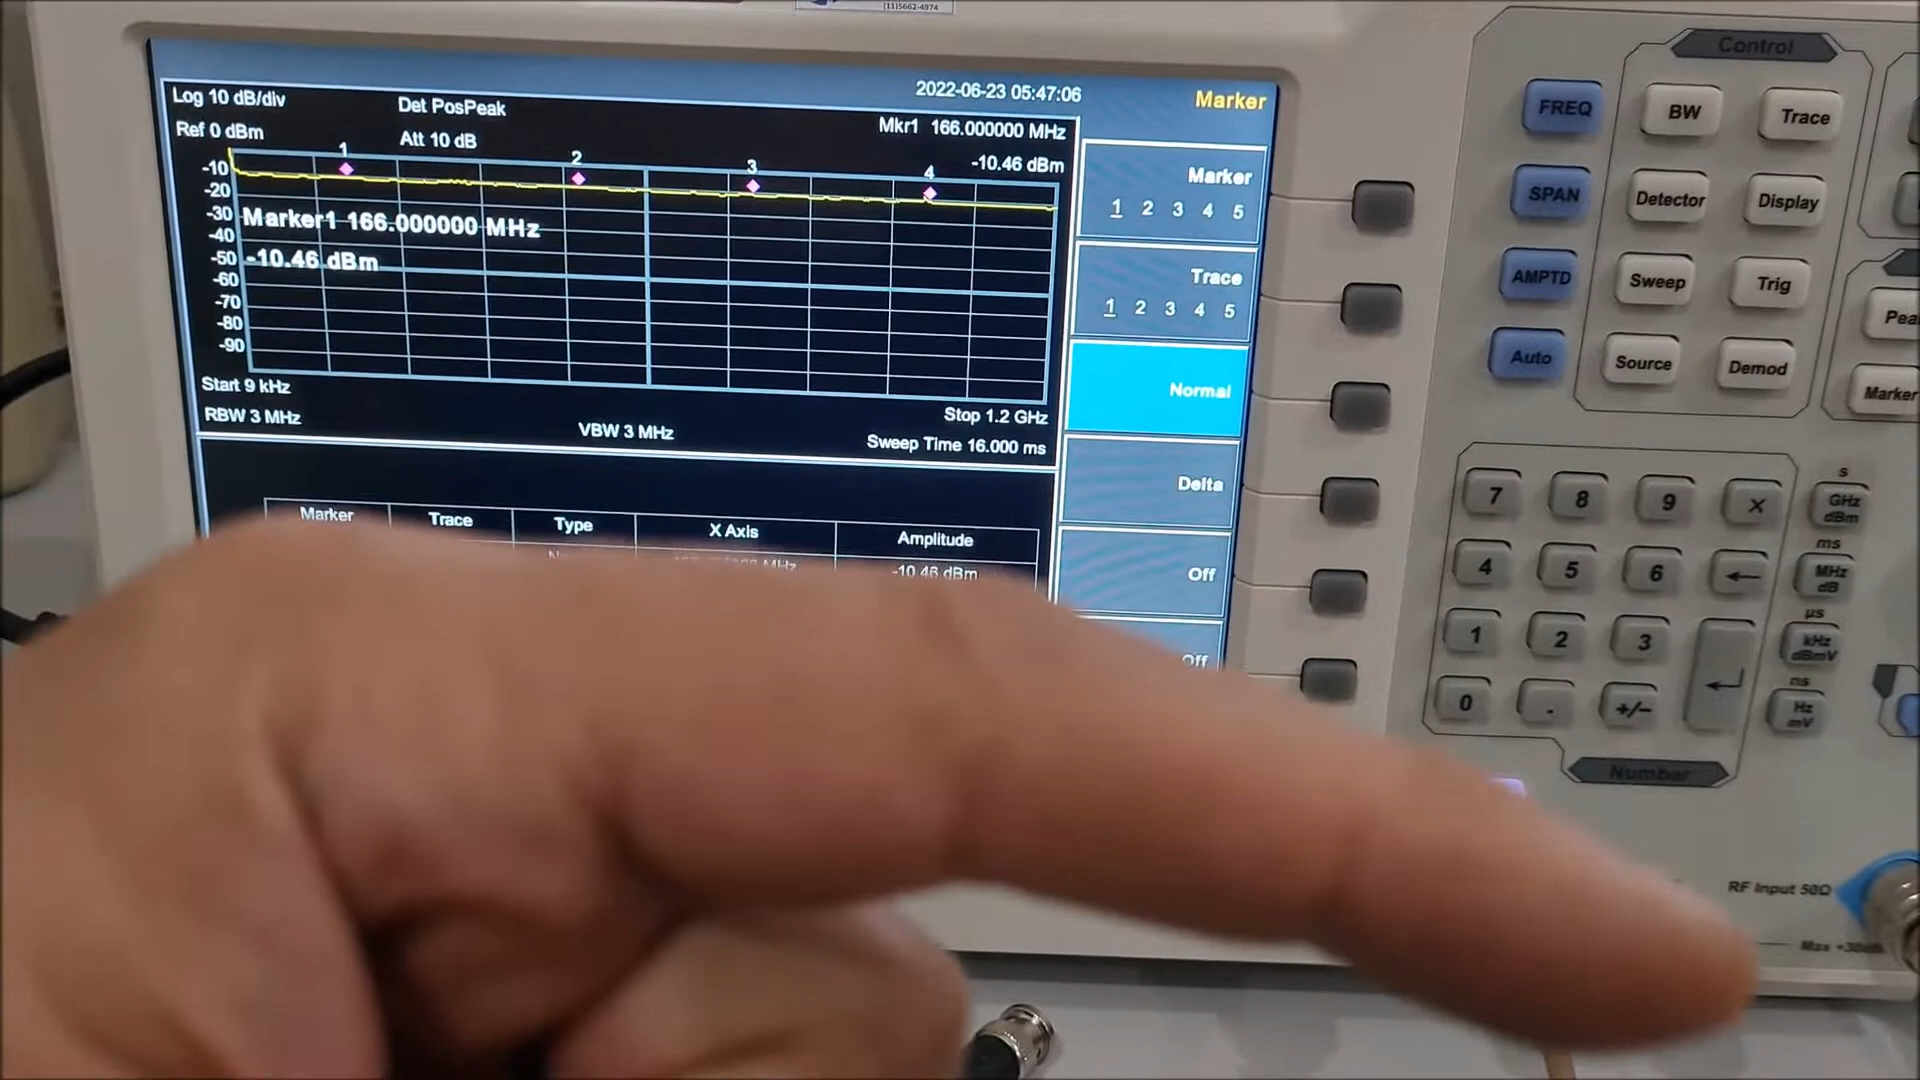 (11)5662-4974
2022-06-23 05:47:06
Marker
Log 10 dB/div
Det PosPeak
Mkr1 166.000000 MHz
Ref 0 dBm
Att 10 dB
-10.46 dBm
1 2 3 4
-10
-20
-30
-40
-50
-60
-70
-80
-90
Marker1 166.000000 MHz
-10.46 dBm
Start 9 kHz
Stop 1.2 GHz
RBW 3 MHz
VBW 3 MHz
Sweep Time 16.000 ms
Marker Trace Type X Axis Amplitude
-10.46 dBm
Marker
1 2 3 4 5
Trace
1 2 3 4 5
Normal
Delta
Off
Off
Control
FREQ BW Trace
SPAN Detector Display
AMPTD Sweep Trig
Auto Source Demod
Marker
7 8 9 ×
4 5 6 ←
1 2 3
0 . +/-
s
GHz
dBm
ms
MHz
dB
µs
kHz
dBmV
ns
Hz
mV
Number
RF Input 50Ω